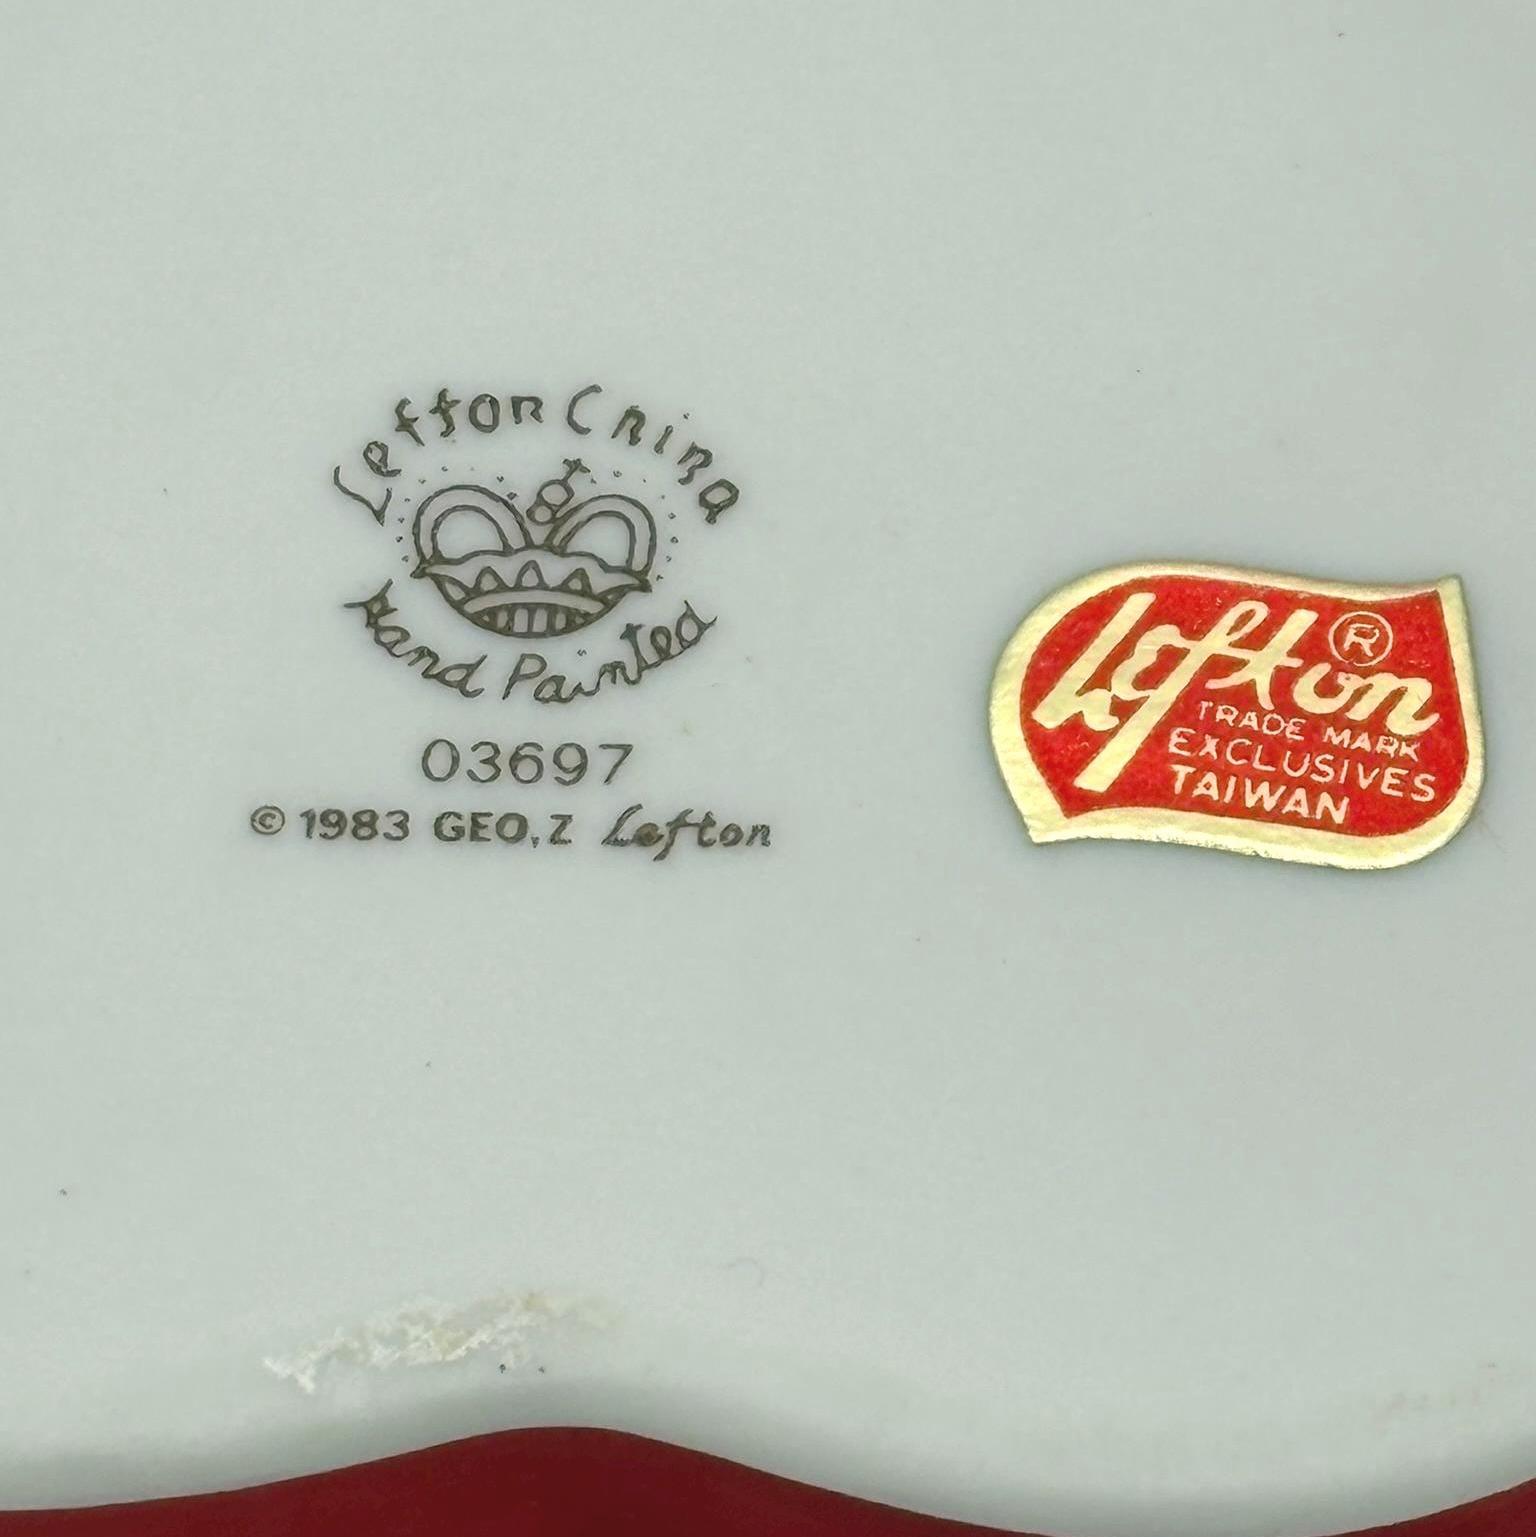 Lefton China
Hand Painted
03697
© 1983 GEO. Z Lefton
Lefton ®
TRADE MARK
EXCLUSIVES
TAIWAN